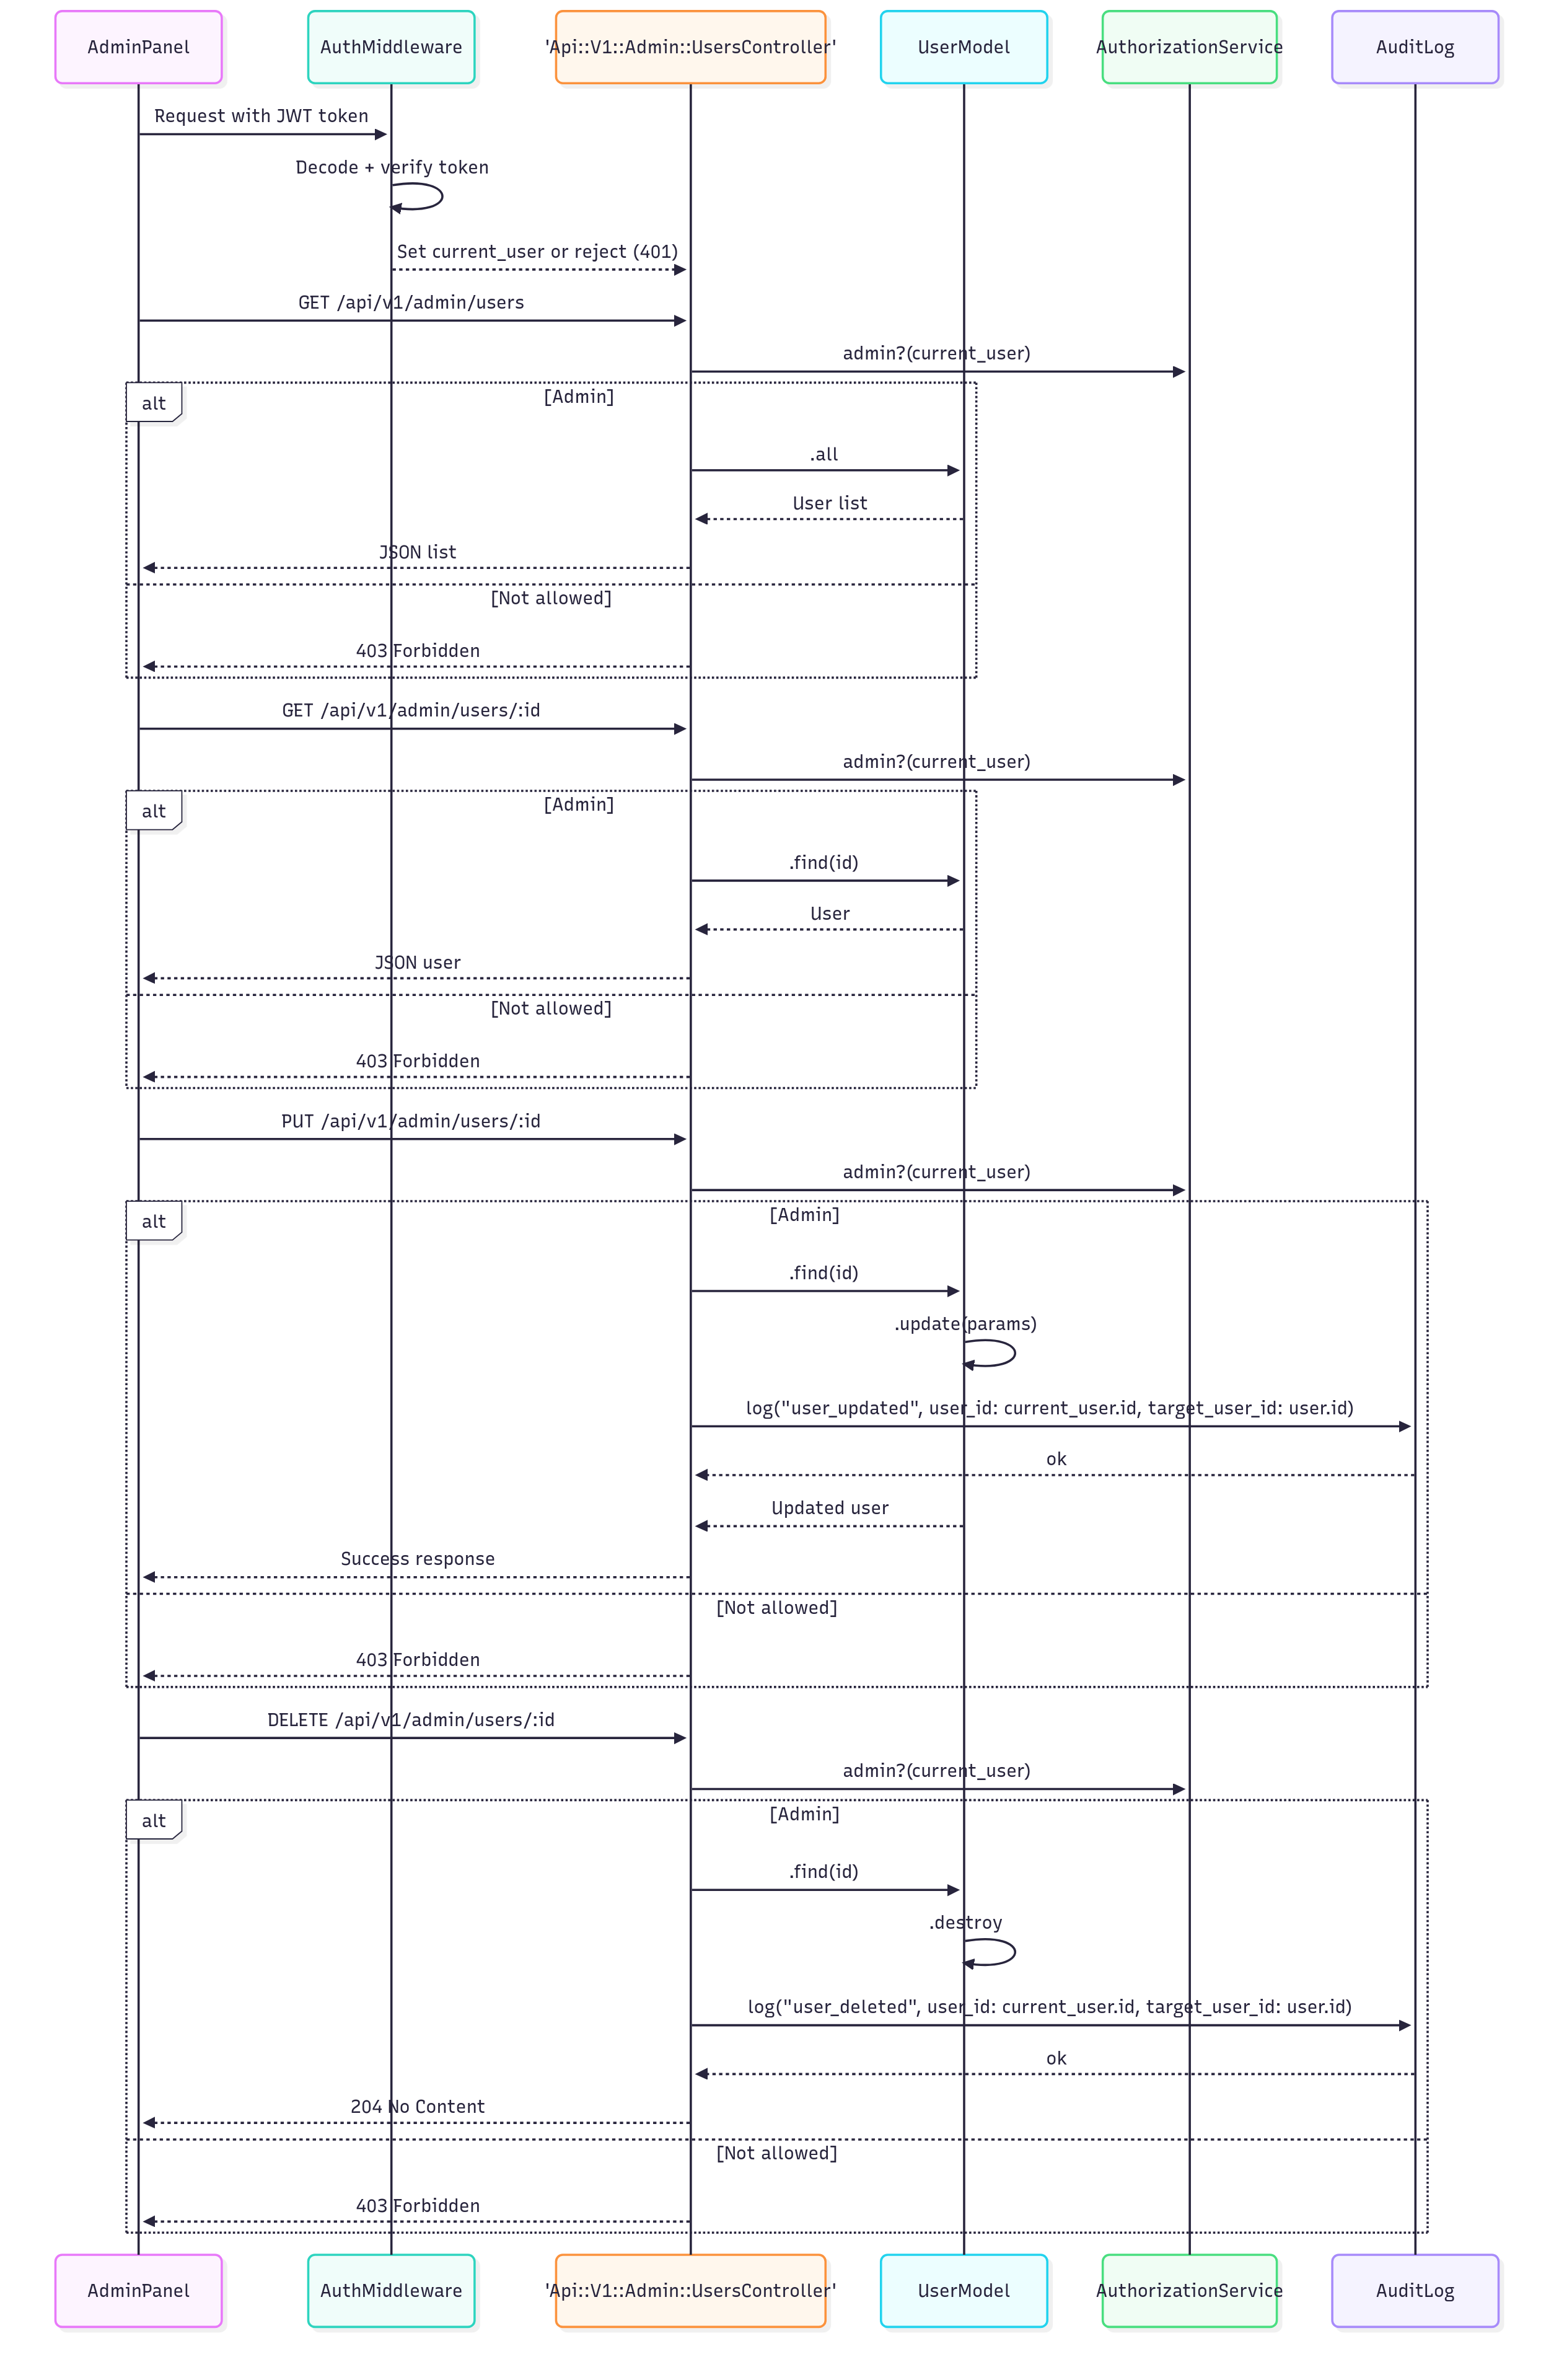 AdminPanel
AuthMiddleware
'Api::V1::Admin::UsersController'
UserModel
AuthorizationService
AuditLog
Request with JWT token
Decode + verify token
Set current_user or reject (401)
GET /api/v1/admin/users
admin?(current_user)
alt
[Admin]
.all
User list
JSON list
[Not allowed]
403 Forbidden
GET /api/v1/admin/users/:id
admin?(current_user)
alt
[Admin]
.find(id)
User
JSON user
[Not allowed]
403 Forbidden
PUT /api/v1/admin/users/:id
admin?(current_user)
alt
[Admin]
.find(id)
.update(params)
log("user_updated", user_id: current_user.id, target_user_id: user.id)
ok
Updated user
Success response
[Not allowed]
403 Forbidden
DELETE /api/v1/admin/users/:id
admin?(current_user)
alt
[Admin]
.find(id)
.destroy
log("user_deleted", user_id: current_user.id, target_user_id: user.id)
ok
204 No Content
[Not allowed]
403 Forbidden
AdminPanel
AuthMiddleware
'Api::V1::Admin::UsersController'
UserModel
AuthorizationService
AuditLog